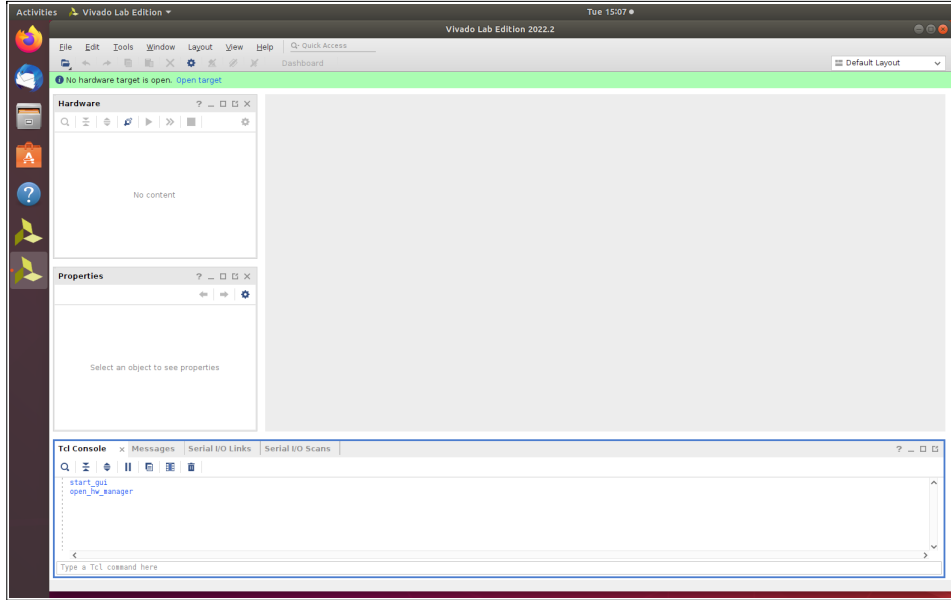 Activities Vivado Lab Edition Tue 15:07
Vivado Lab Edition 2022.2
File Edit Tools Window Layout View Help Quick Access
Dashboard Default Layout
No hardware target is open. Open target
Hardware
No content
Properties
Select an object to see properties
Tcl Console Messages Serial I/O Links Serial I/O Scans
start_gui
open_hw_manager
Type a Tcl command here